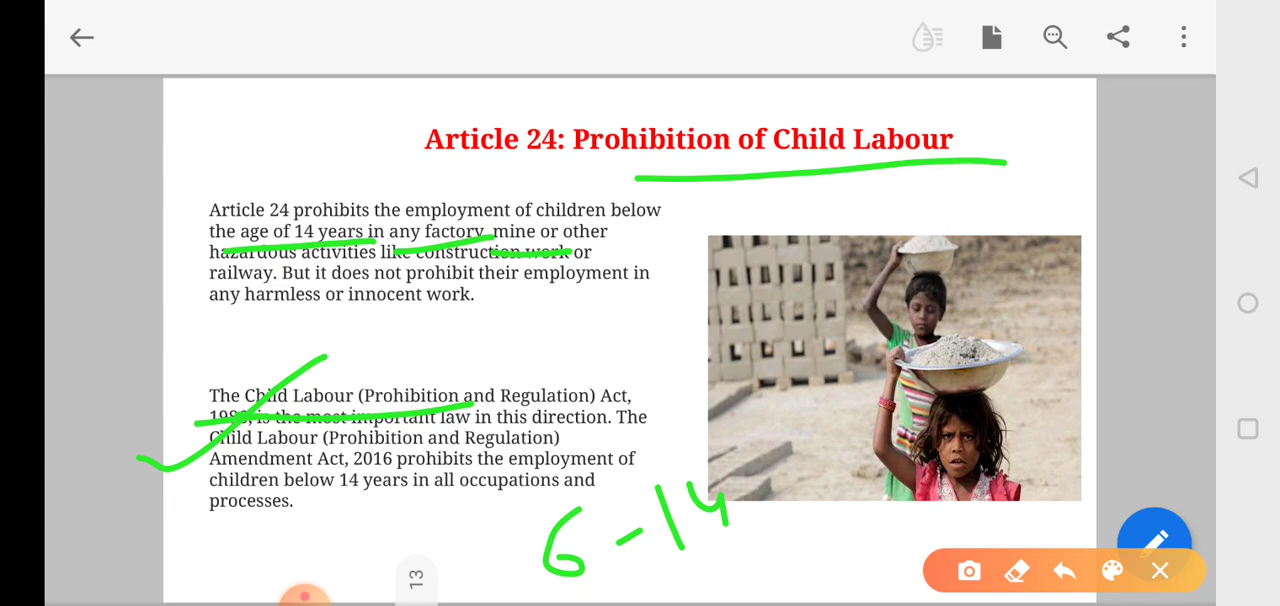 Article 24: Prohibition of Child Labour
Article 24 prohibits the employment of children below
the age of 14 years in any factory, mine or other
hazardous activities like construction work or
railway. But it does not prohibit their employment in
any harmless or innocent work.
The Child Labour (Prohibition and Regulation) Act,
1986, is the most important law in this direction. The
Child Labour (Prohibition and Regulation)
Amendment Act, 2016 prohibits the employment of
children below 14 years in all occupations and
processes.
6-14
13